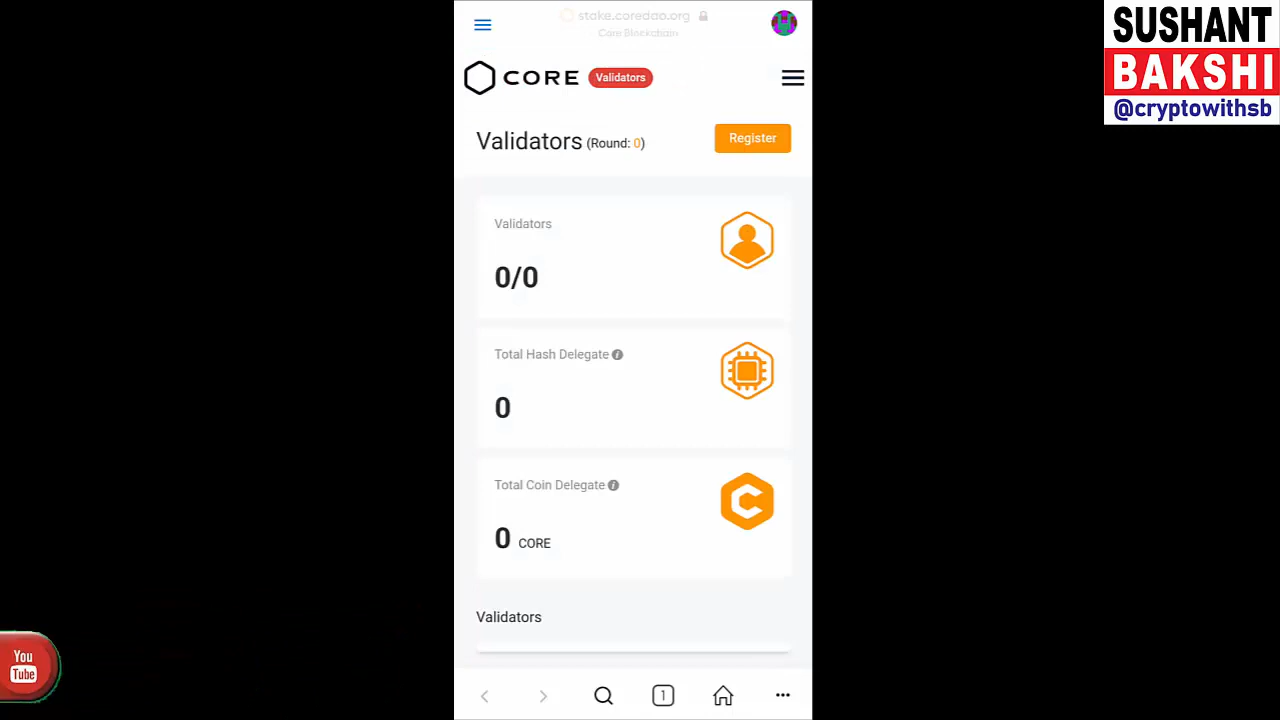 stake.coredao.org
Core Blockchain
CORE Validators
Validators (Round: 0)
Register
Validators
0/0
Total Hash Delegate
0
Total Coin Delegate
0 CORE
Validators
1
SUSHANT
BAKSHI
@cryptowithsb
You
Tube